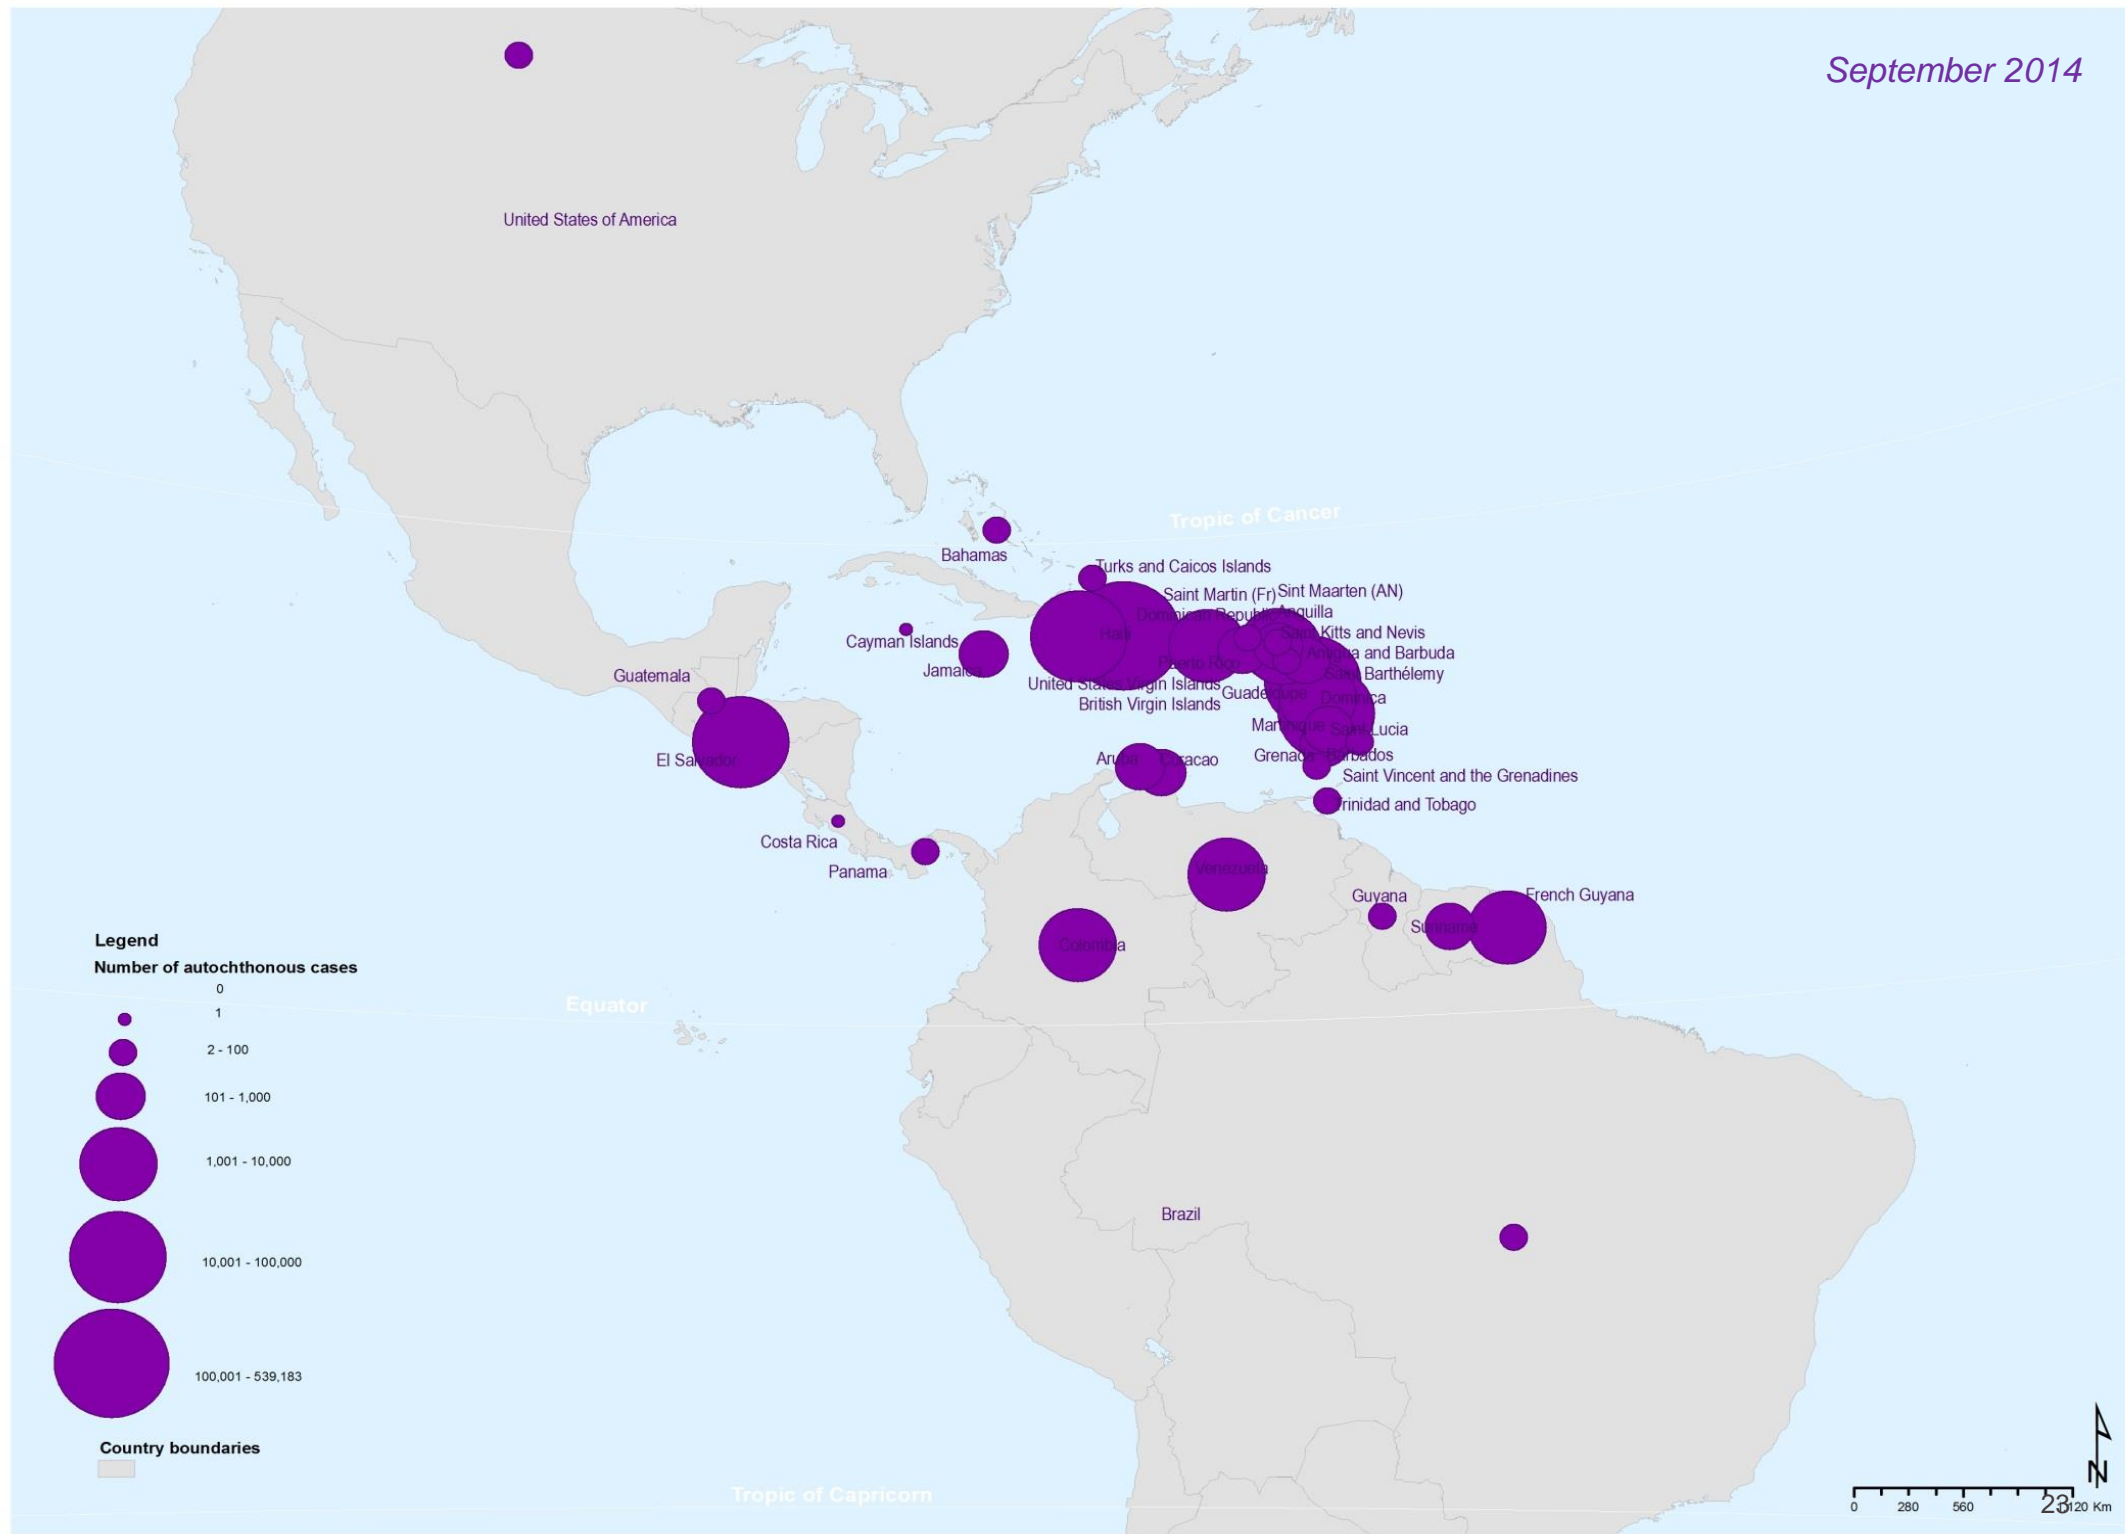 September 2014
United States of America
Tropic of Cancer
Bahamas
Turks and Caicos Islands
Saint Martin (Fr) Sint Maarten (AN)
Dominican Republic Anguilla
Haiti
Saint Kitts and Nevis
Cayman Islands
Antigua and Barbuda
Jamaica
Puerto Rico
Saint Barthélemy
Guatemala
United States Virgin Islands
Guadeloupe
Dominica
British Virgin Islands
Martinique
Saint Lucia
El Salvador
Aruba
Curacao
Grenada
Barbados
Saint Vincent and the Grenadines
Trinidad and Tobago
Costa Rica
Panama
Venezuela
Guyana
French Guyana
Suriname
Colombia
Equator
Brazil
Tropic of Capricorn
Legend
Number of autochthonous cases
0
1
2 - 100
101 - 1,000
1,001 - 10,000
10,001 - 100,000
100,001 - 539,183
Country boundaries
N
0 280 560 120 Km
23